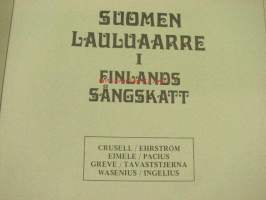 SUOMEN
LAULUAARRE
I
FINLANDS
SÅNGSKATT
CRUSELL / EHRSTRÖM
EIMELE / PACIUS
GREVE / TAVASTSTJERNA
WASENIUS / INGELIUS